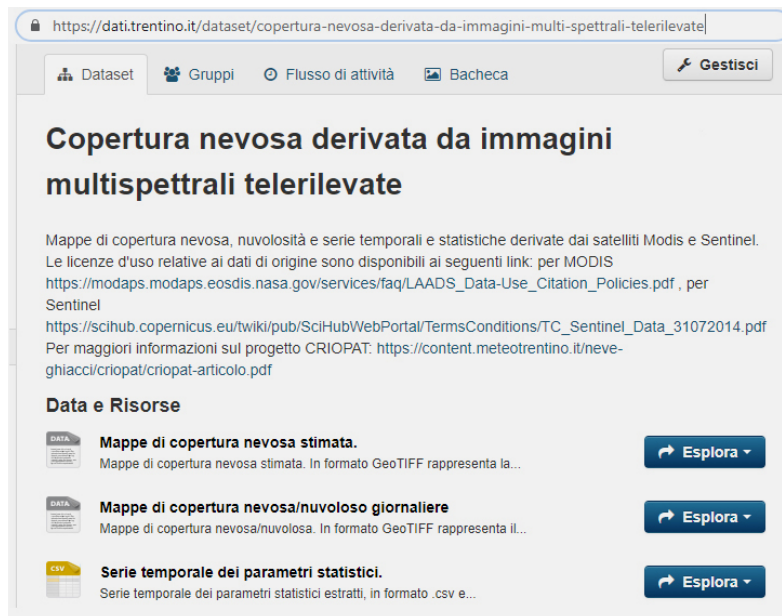 https://dati.trentino.it/dataset/copertura-nevosa-derivata-da-immagini-multi-spettrali-telerilevate
Dataset Gruppi Flusso di attività Bacheca Gestisci
Copertura nevosa derivata da immagini
multispettrali telerilevate
Mappe di copertura nevosa, nuvolosità e serie temporali e statistiche derivate dai satelliti Modis e Sentinel.
Le licenze d'uso relative ai dati di origine sono disponibili ai seguenti link: per MODIS
https://modaps.modaps.eosdis.nasa.gov/services/faq/LAADS_Data-Use_Citation_Policies.pdf , per
Sentinel
https://scihub.copernicus.eu/twiki/pub/SciHubWebPortal/TermsConditions/TC_Sentinel_Data_31072014.pdf
Per maggiori informazioni sul progetto CRIOPAT: https://content.meteotrentino.it/neve-
ghiacci/criopat/criopat-articolo.pdf
Data e Risorse
DATA Mappe di copertura nevosa stimata. Esplora
Mappe di copertura nevosa stimata. In formato GeoTIFF rappresenta la...
DATA Mappe di copertura nevosa/nuvoloso giornaliere Esplora
Mappe di copertura nevosa/nuvolosa. In formato GeoTIFF rappresenta il...
CSV Serie temporale dei parametri statistici. Esplora
Serie temporale dei parametri statistici estratti, in formato .csv e...